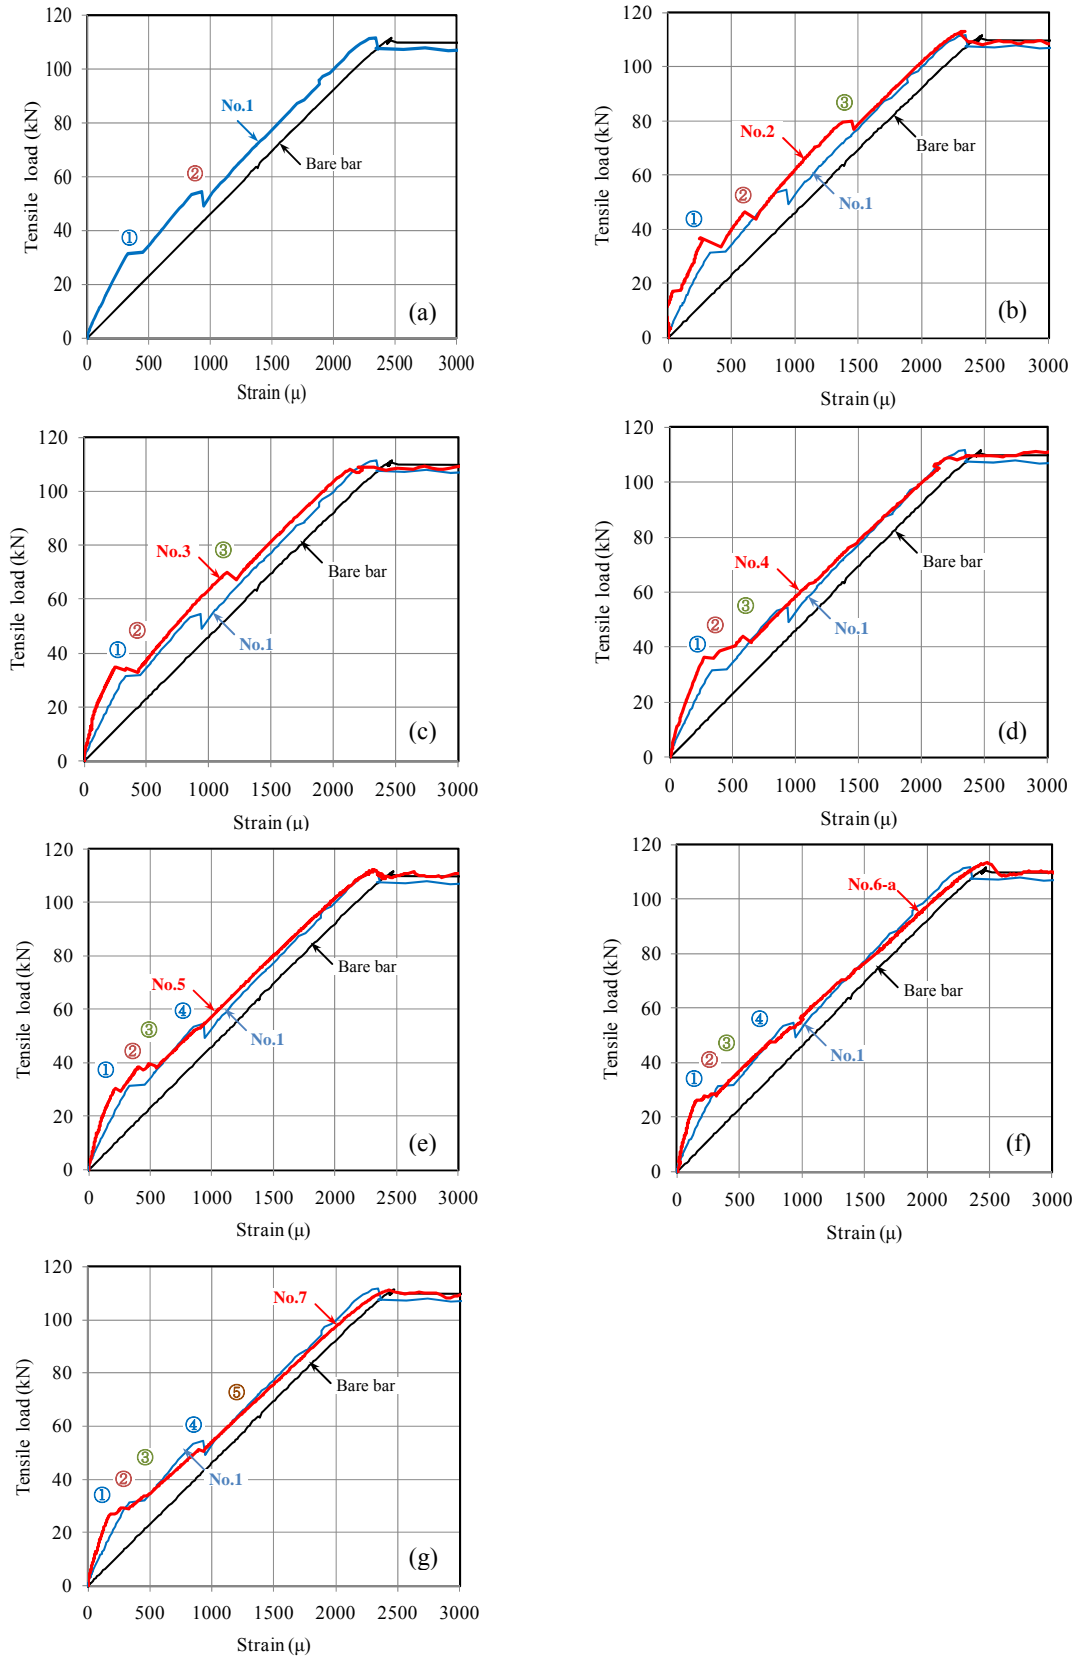 120
100
80
60
40
20
0
Tensile load (kN)
No.1
②
①
Bare bar
(a)
0 500 1000 1500 2000 2500 3000
Strain (μ)
120
100
80
60
40
20
0
Tensile load (kN)
③
No.2
②
①
Bare bar
No.1
(b)
0 500 1000 1500 2000 2500 3000
Strain (μ)
120
100
80
60
40
20
0
Tensile load (kN)
No.3
③
②
①
Bare bar
No.1
(c)
0 500 1000 1500 2000 2500 3000
Strain (μ)
120
100
80
60
40
20
0
Tensile load (kN)
No.4
③
②
①
Bare bar
No.1
(d)
0 500 1000 1500 2000 2500 3000
Strain (μ)
120
100
80
60
40
20
0
Tensile load (kN)
No.5
④
③
②
①
Bare bar
No.1
(e)
0 500 1000 1500 2000 2500 3000
Strain (μ)
120
100
80
60
40
20
0
Tensile load (kN)
No.6-a
④
③
②
①
Bare bar
No.1
(f)
0 500 1000 1500 2000 2500 3000
Strain (μ)
120
100
80
60
40
20
0
Tensile load (kN)
No.7
Bare bar
⑤
④
③
②
①
No.1
(g)
0 500 1000 1500 2000 2500 3000
Strain (μ)